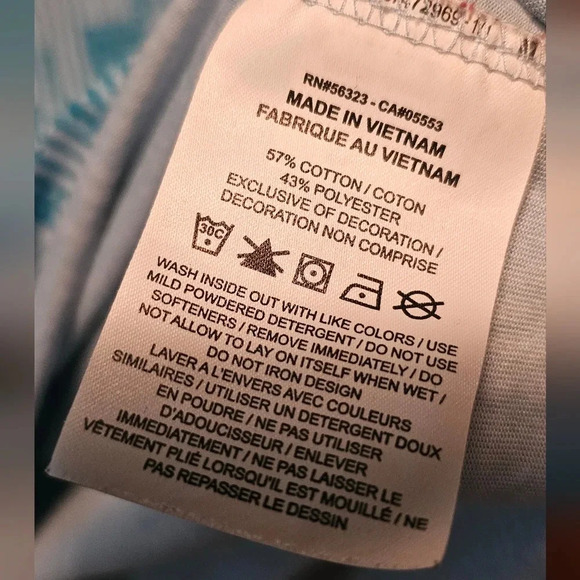 RN#56323 - CA#05553
MADE IN VIETNAM
FABRIQUE AU VIETNAM
57% COTTON / COTON
43% POLYESTER
EXCLUSIVE OF DECORATION /
DECORATION NON COMPRISE
30C
WASH INSIDE OUT WITH LIKE COLORS / USE
MILD POWDERED DETERGENT / DO NOT USE
SOFTENERS / REMOVE IMMEDIATELY / DO
NOT ALLOW TO LAY ON ITSELF WHEN WET /
DO NOT IRON DESIGN
LAVER A L'ENVERS AVEC COULEURS
SIMILAIRES / UTILISER UN DETERGENT DOUX
EN POUDRE / NE PAS UTILISER
D'ADOUCISSEUR / ENLEVER
IMMEDIATEMENT / NE PAS LAISSER LE
VÊTEMENT PLIÉ LORSQU'IL EST MOUILLÉ / NE
PAS REPASSER LE DESSIN